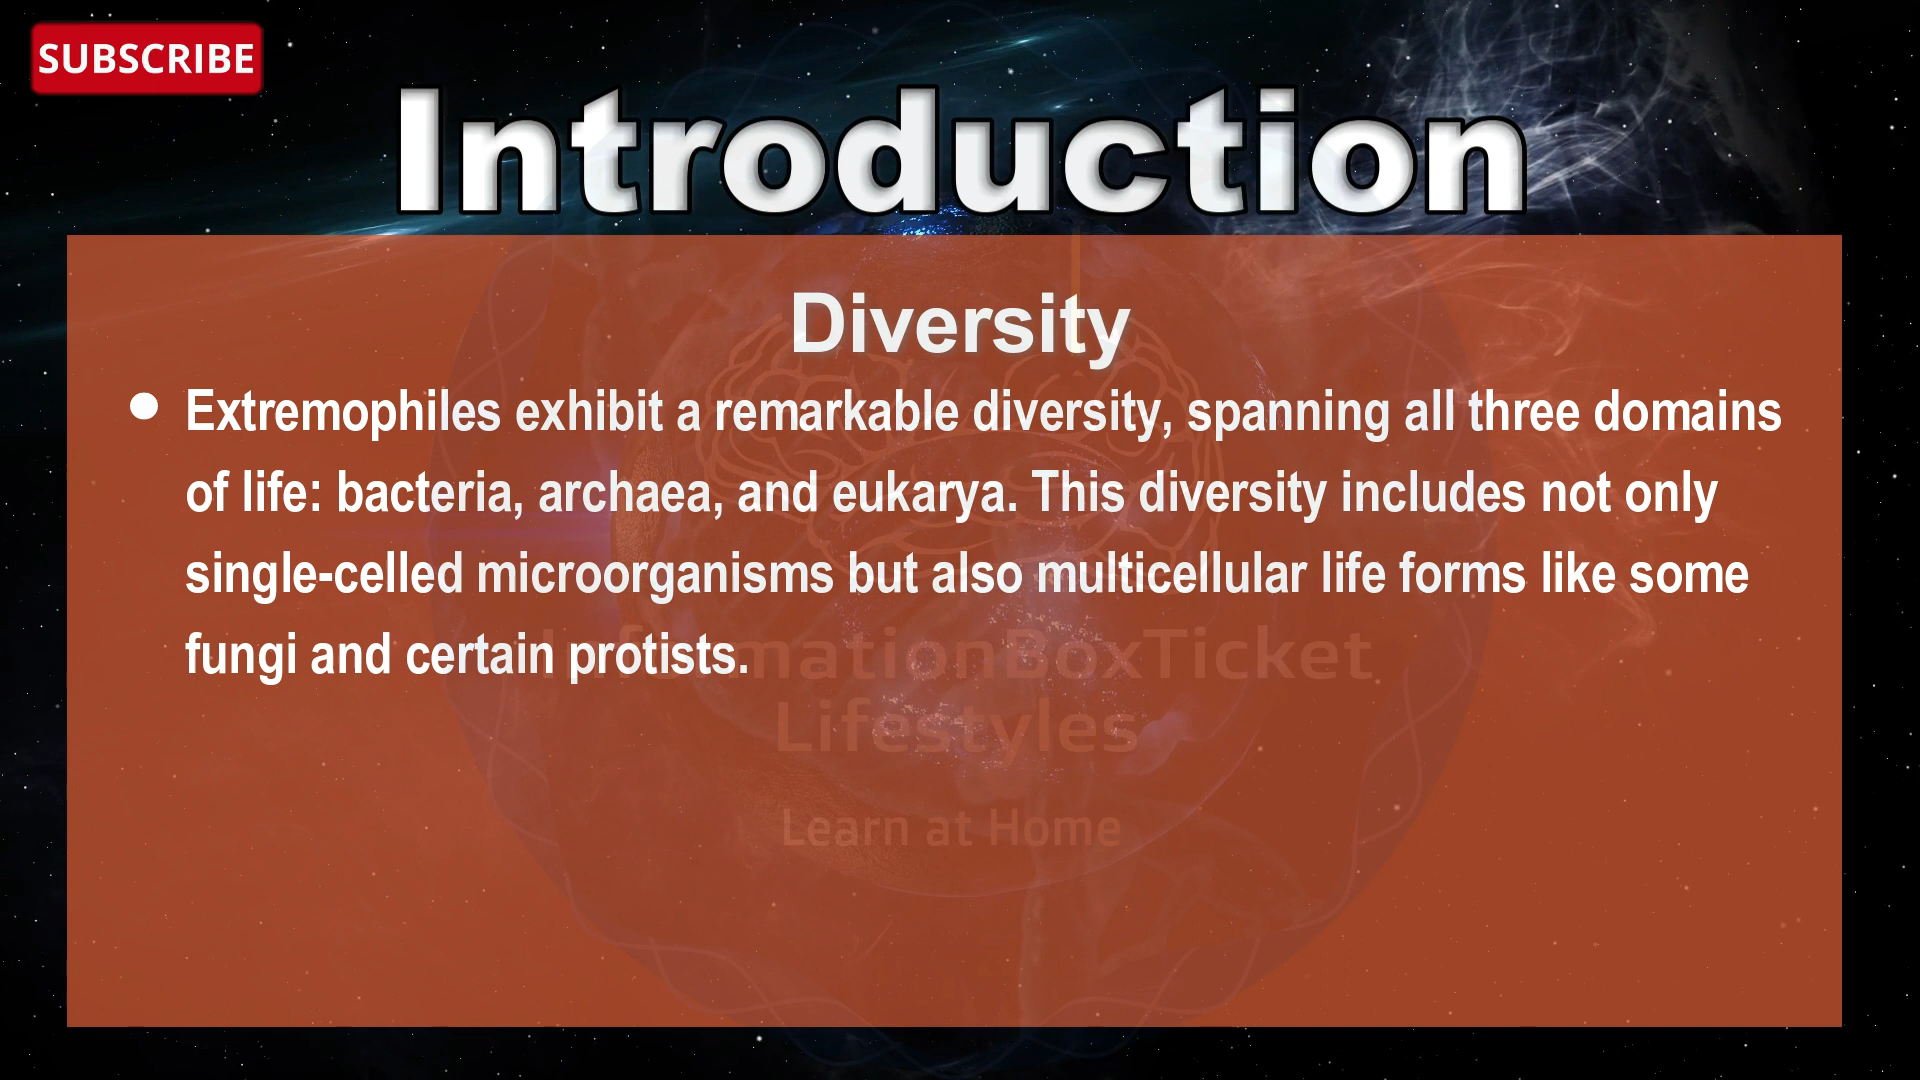 SUBSCRIBE
Introduction
Diversity
Extremophiles exhibit a remarkable diversity, spanning all three domains
of life: bacteria, archaea, and eukarya. This diversity includes not only
single-celled microorganisms but also multicellular life forms like some
fungi and certain protists.
InformationBoxTicket
Lifestyles
Learn at Home